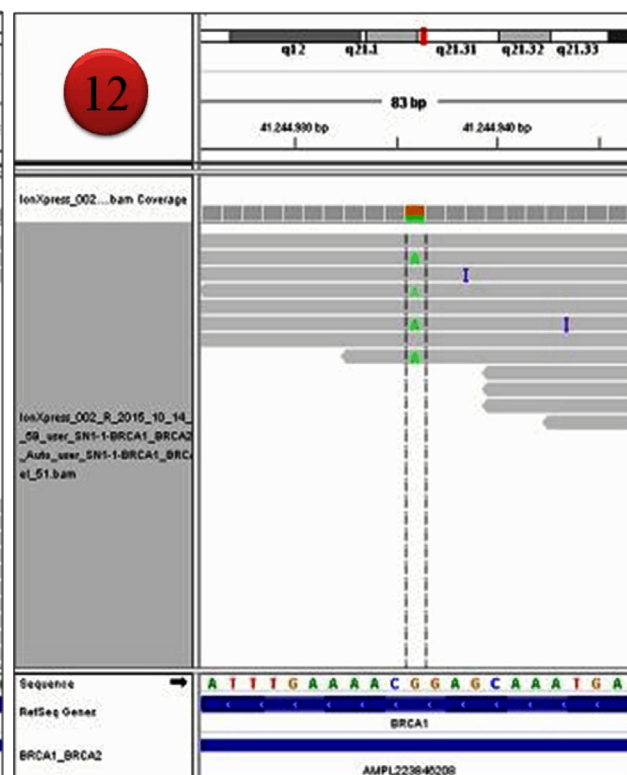 12
q12 q21.1 q21.31 q21.32 q21.33
83 bp
41.244.930 bp 41.244.940 bp
IonXpress_002...bam Coverage
A
I
A
A
I
A
IonXpress_002_R_2015_10_14_
_user_SN1-1-BRCA1_BRCA2
_Auto_user_SN1-1-BRCA1_BRC
el_51.bam
Sequence
A T T T G A A A A C G G A G C A A A T G A
RefSeq Genes
BRCA1
BRCA1_BRCA2
AMPL223846208